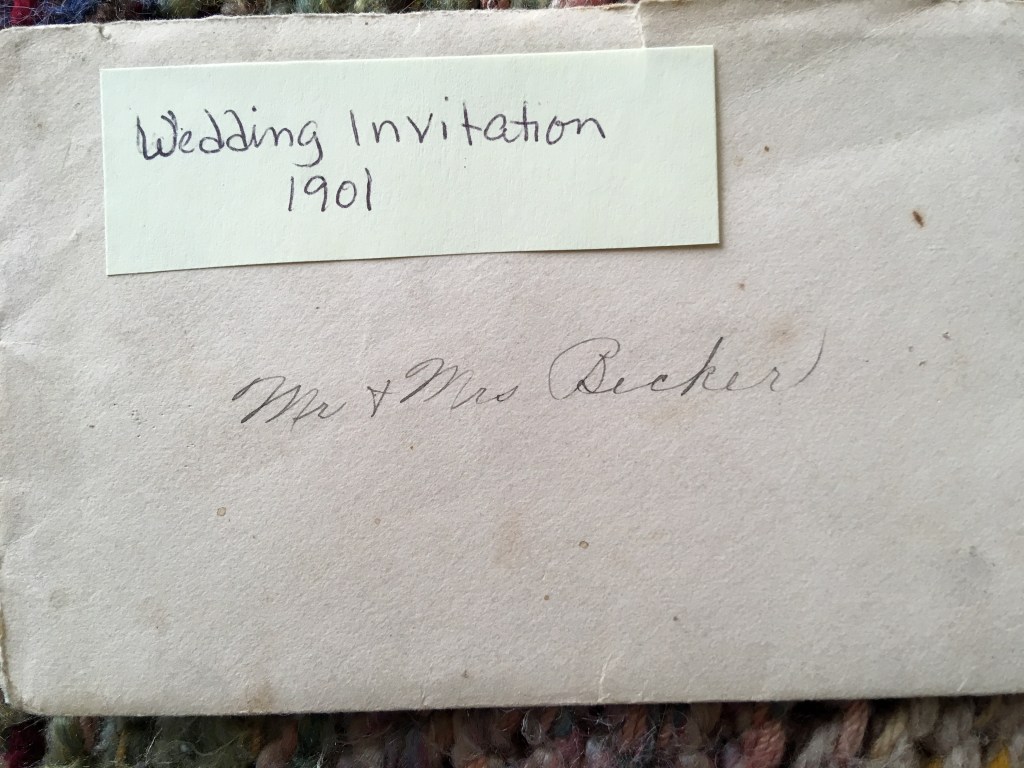 Wedding Invitation
1901
Mr & Mrs Becker